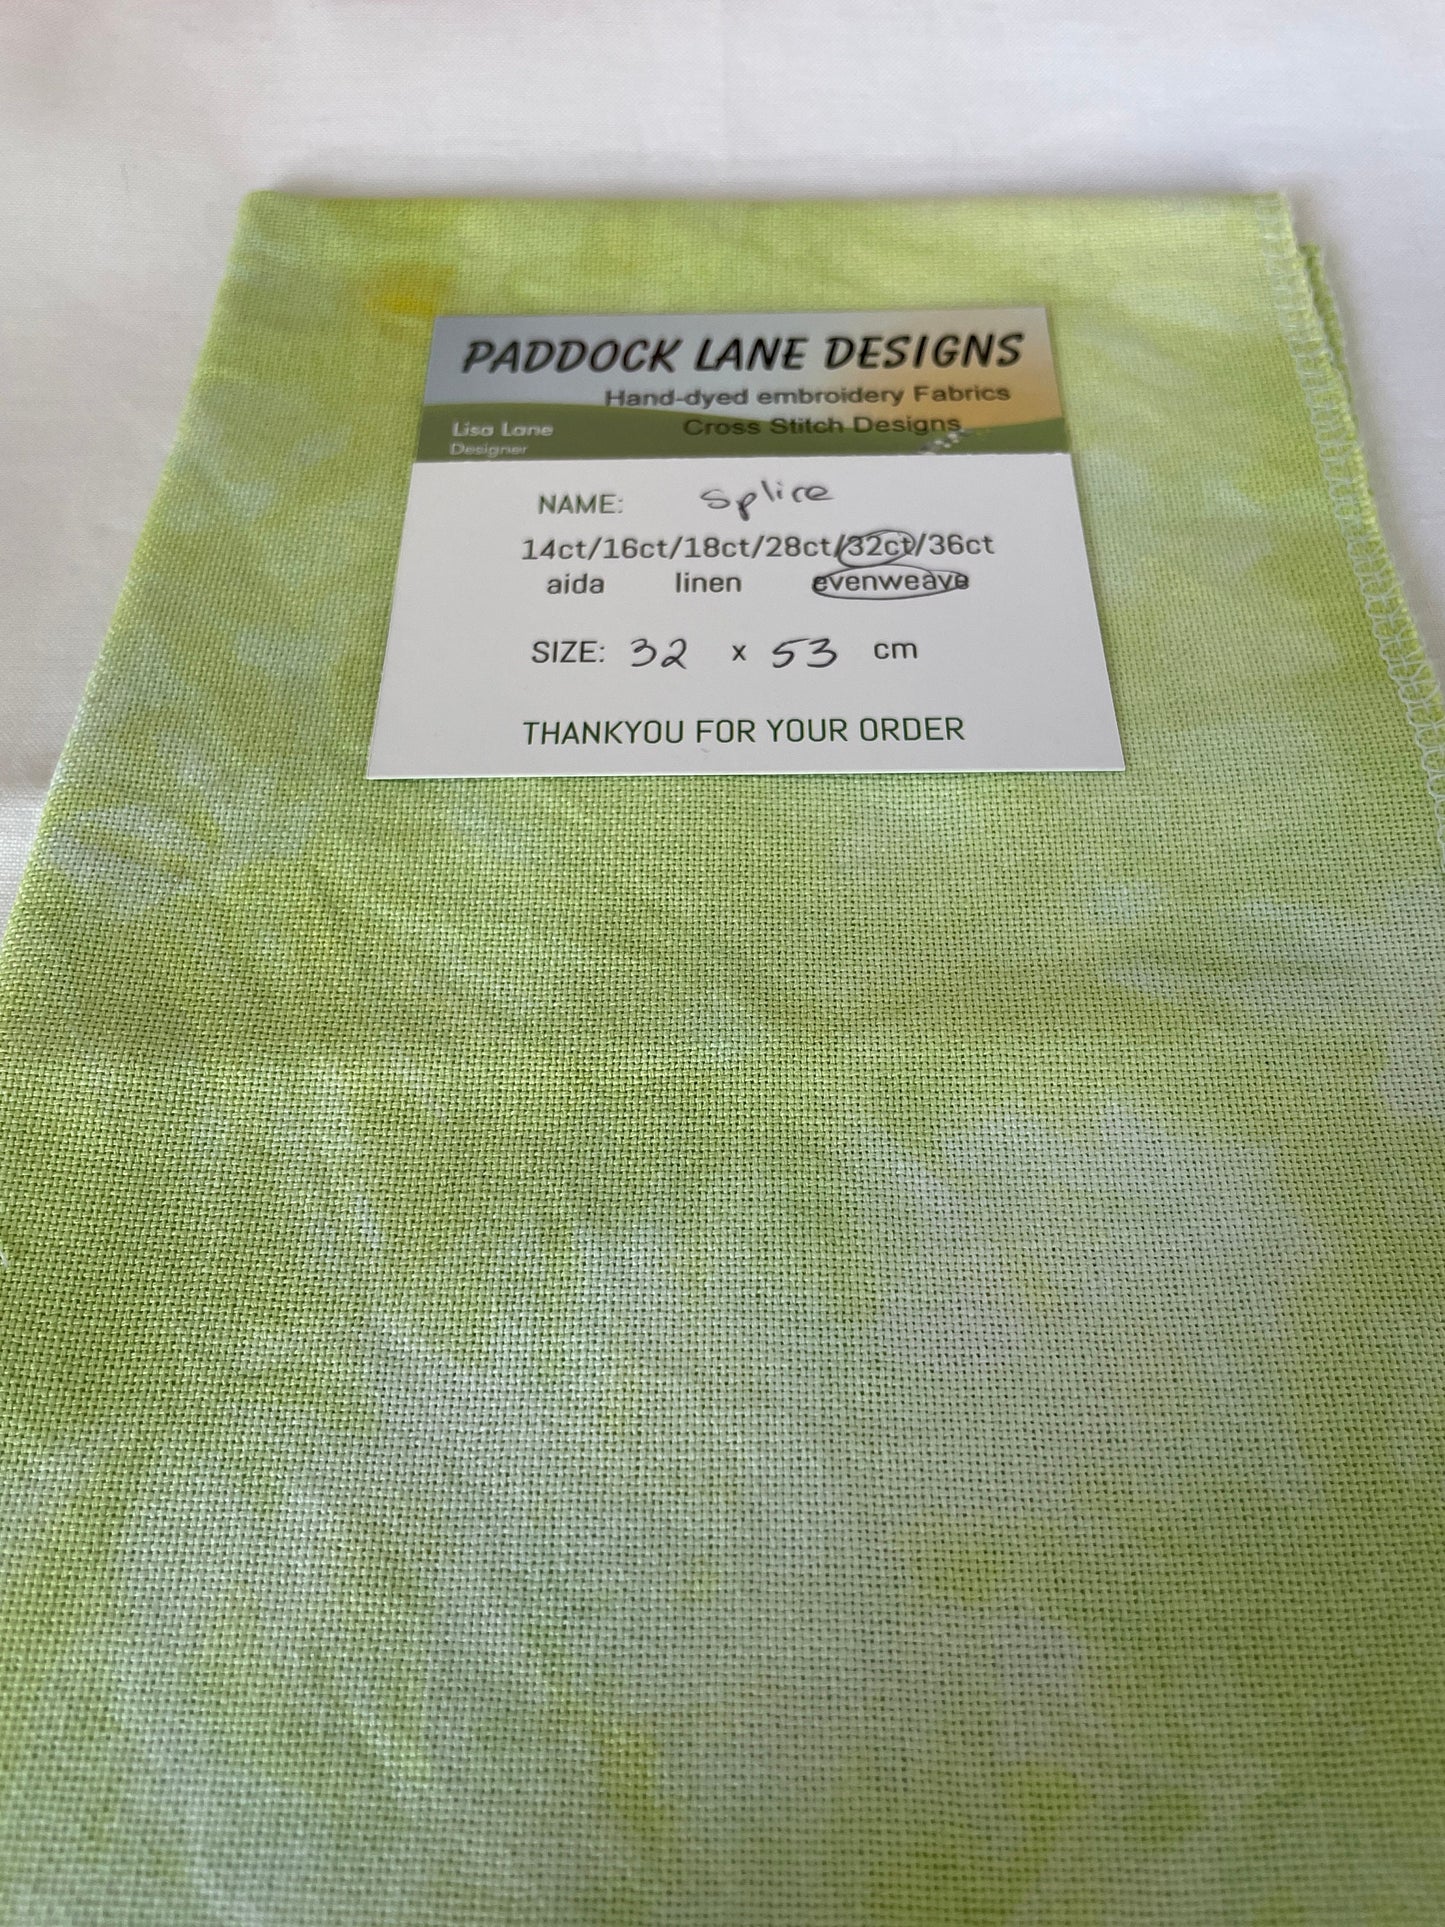 PADDOCK LANE DESIGNS
Hand-dyed embroidery Fabrics
Cross Stitch Designs
Lisa Lane
Designer
NAME: Splice
14ct/16ct/18ct/28ct/32ct/36ct
aida linen evenweave
SIZE: 32 x 53 cm
THANKYOU FOR YOUR ORDER